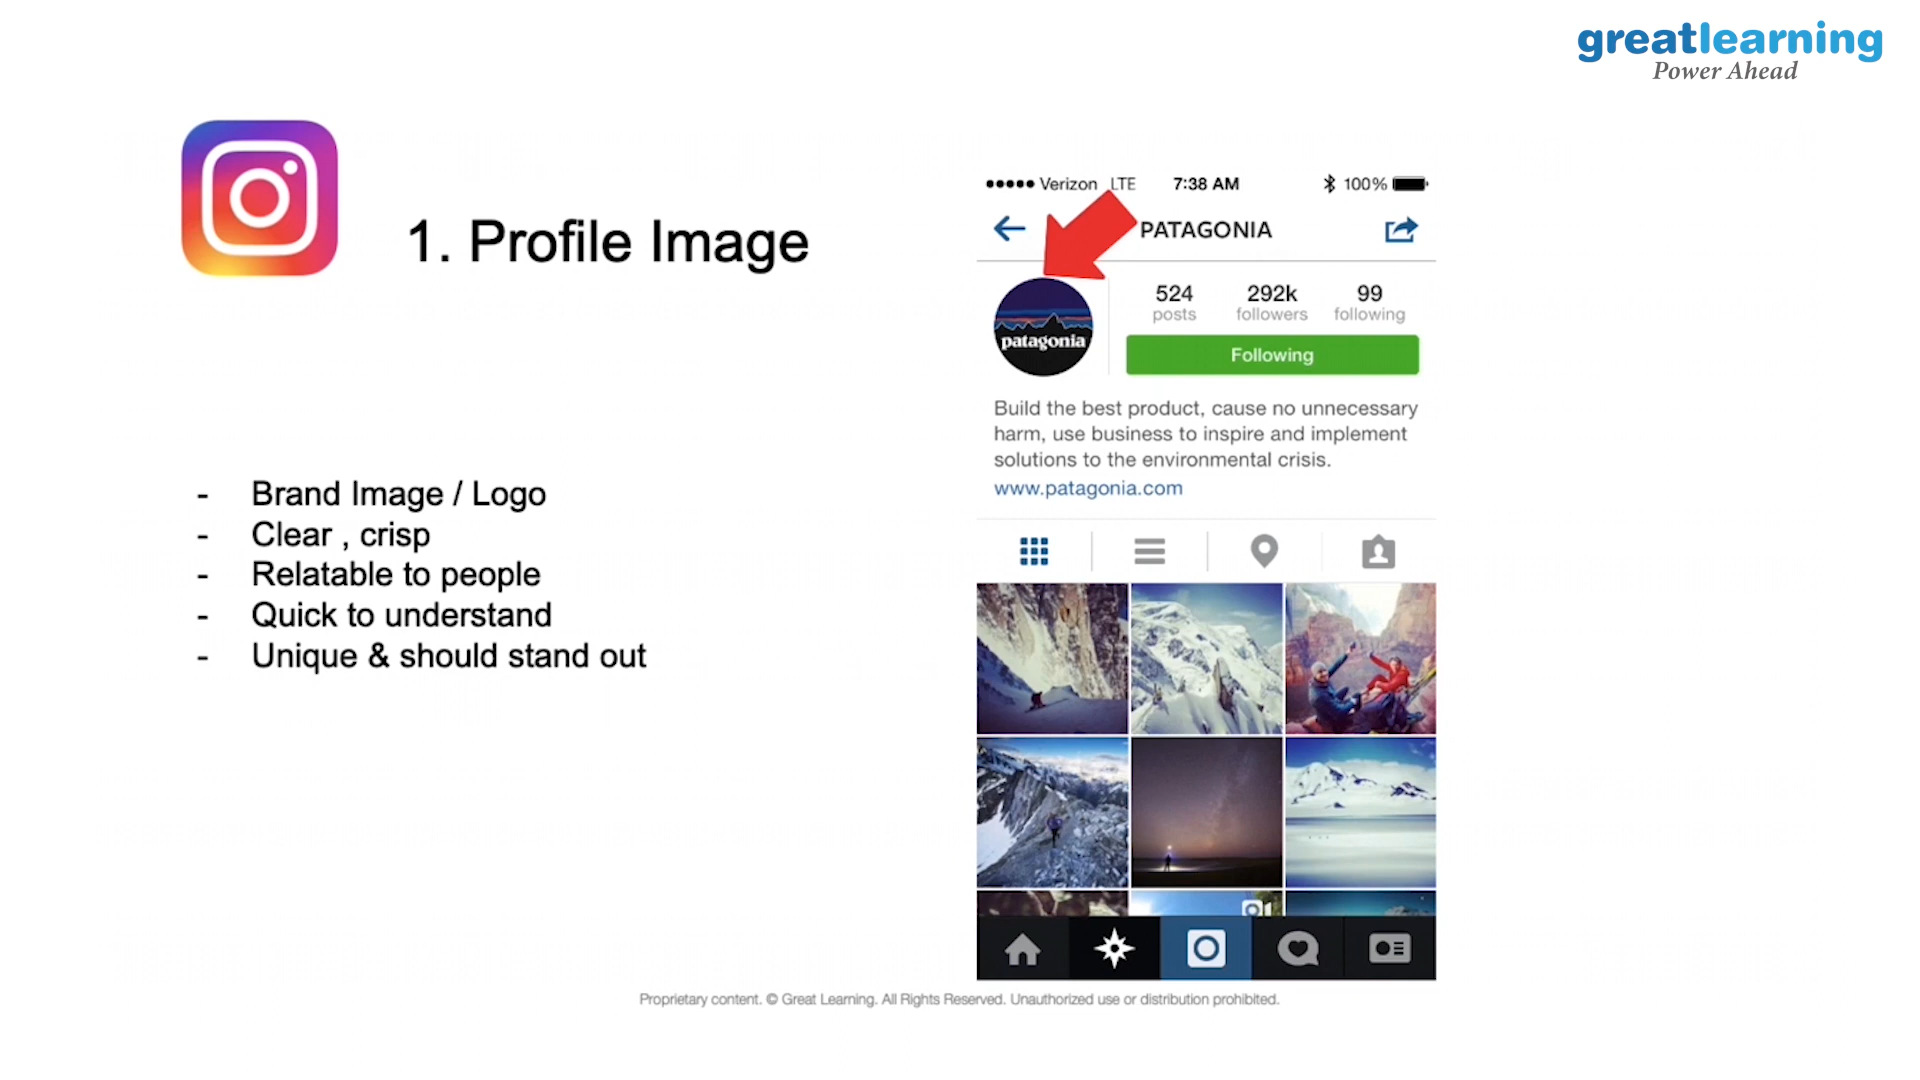 greatlearning
Power Ahead
1. Profile Image
- Brand Image / Logo
- Clear , crisp
- Relatable to people
- Quick to understand
- Unique & should stand out
Verizon LTE 7:38 AM 100%
PATAGONIA
524 292k 99
posts followers following
patagonia
Following
Build the best product, cause no unnecessary
harm, use business to inspire and implement
solutions to the environmental crisis.
www.patagonia.com
Proprietary content. © Great Learning. All Rights Reserved. Unauthorized use or distribution prohibited.